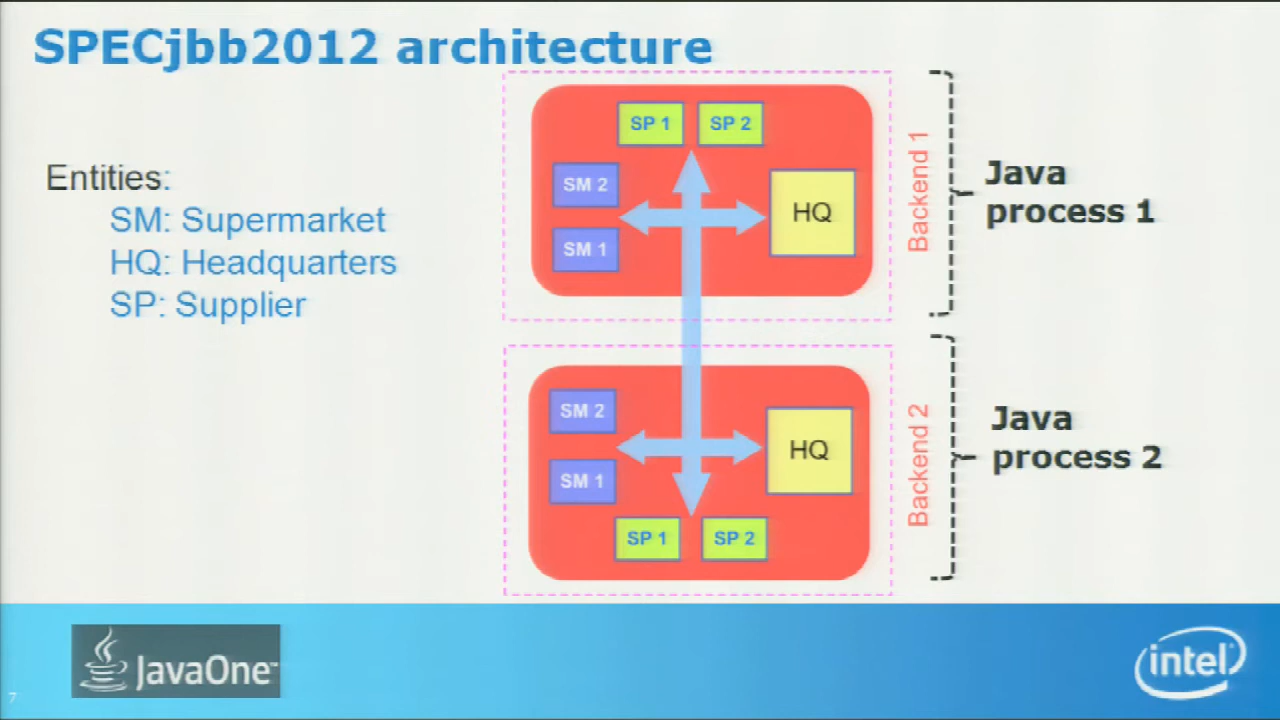 SPECjbb2012 architecture
Entities:
SM: Supermarket
HQ: Headquarters
SP: Supplier
SP 1 SP 2
SM 2
SM 1
HQ
Backend 1
Java
process 1
SM 2
SM 1
HQ
SP 1 SP 2
Backend 2
Java
process 2
7
JavaOne™
intel